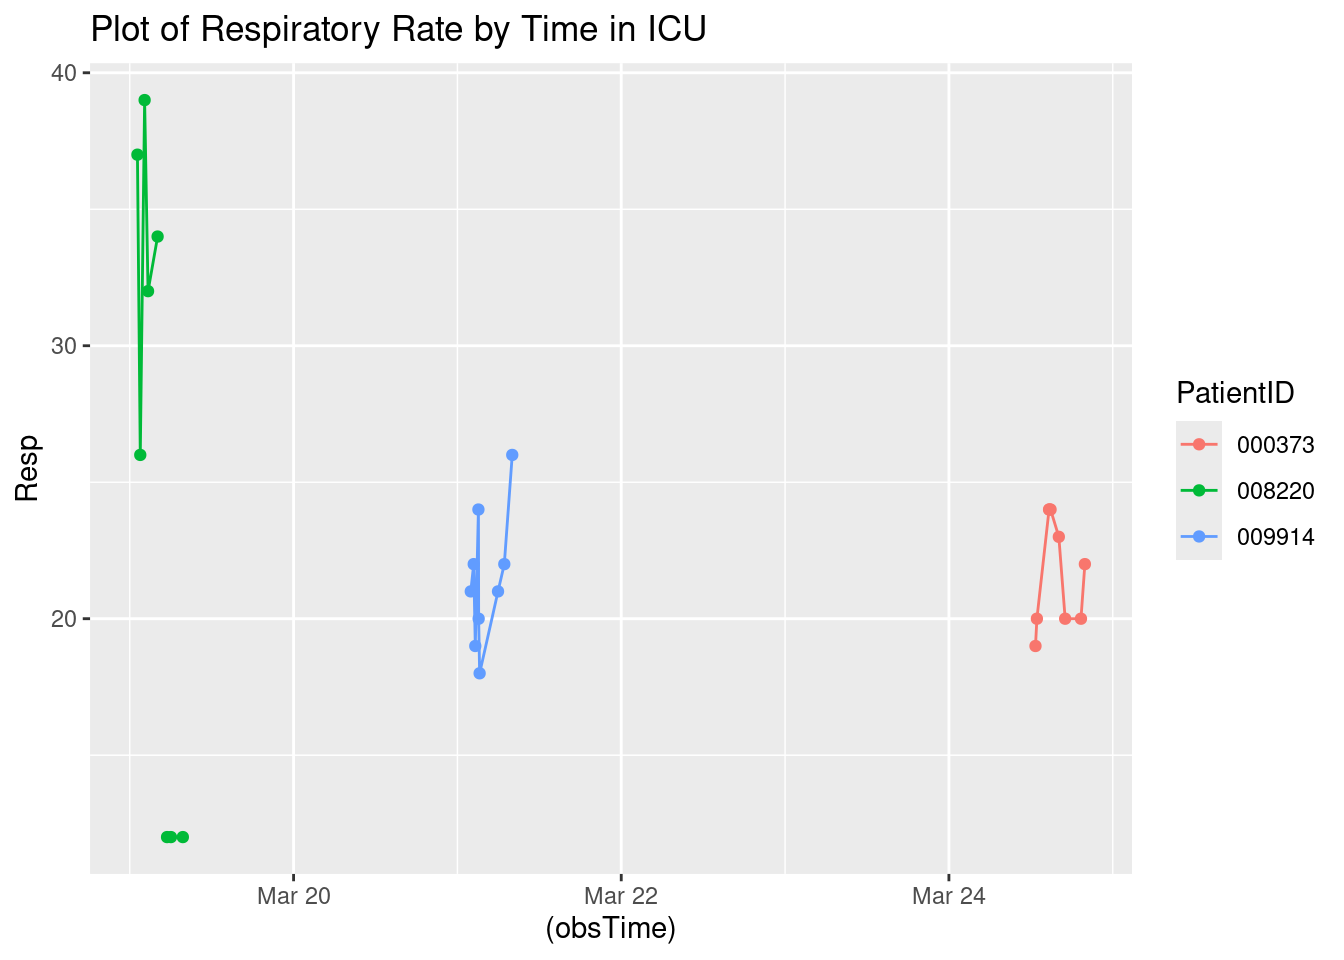 Plot of Respiratory Rate by Time in ICU
40
30
20
Resp
Mar 20
Mar 22
Mar 24
(obsTime)
PatientID
000373
008220
009914